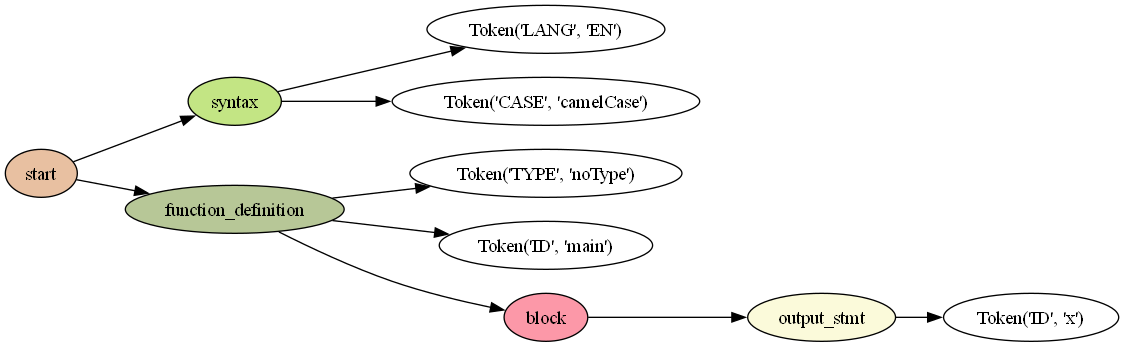 Token('LANG', 'EN')
syntax
Token('CASE', 'camelCase')
start
Token('TYPE', 'noType')
function_definition
Token('ID', 'main')
block
output_stmt
Token('ID', 'x')